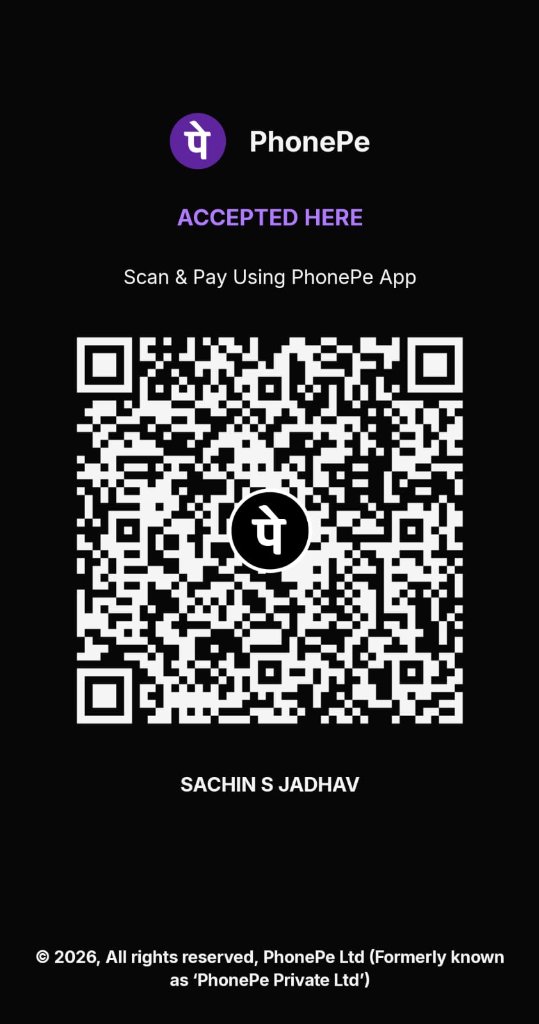 पे PhonePe
ACCEPTED HERE
Scan & Pay Using PhonePe App
पे
SACHIN S JADHAV
© 2026, All rights reserved, PhonePe Ltd (Formerly known
as ‘PhonePe Private Ltd’)